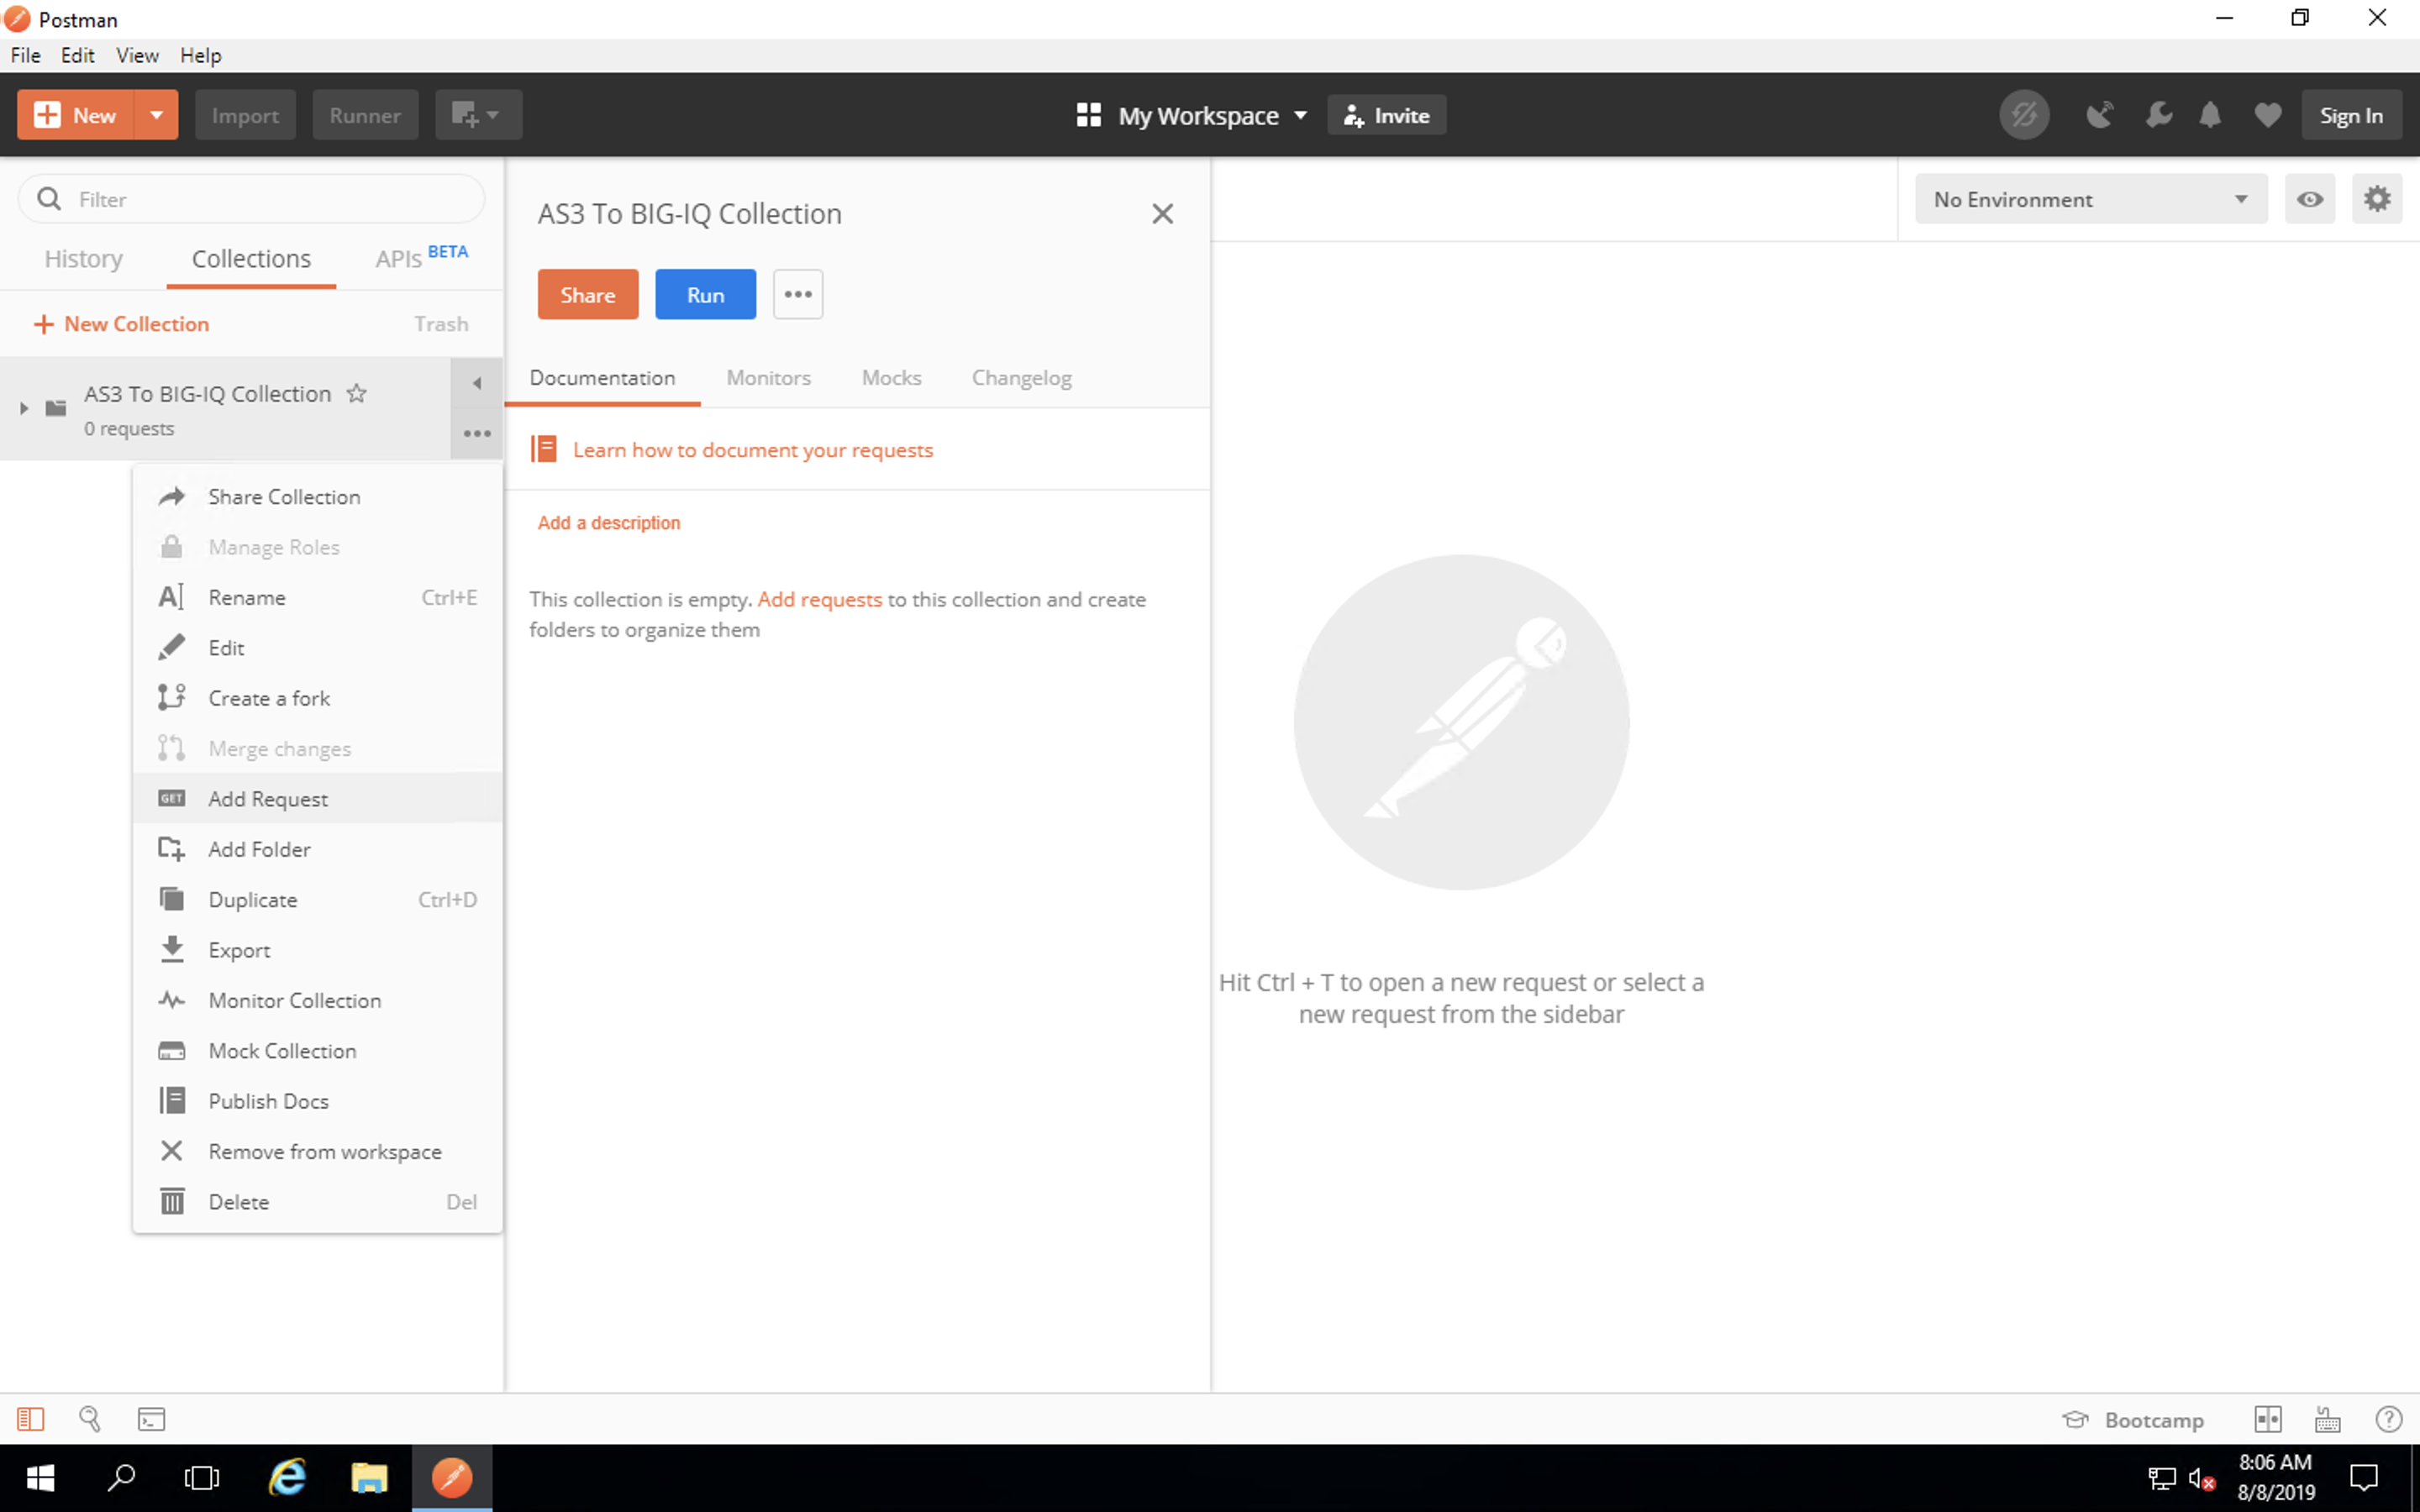 Postman
File Edit View Help
New Import Runner My Workspace Invite Sign In
Filter
History Collections APIs BETA
New Collection Trash
AS3 To BIG-IQ Collection
0 requests
Share Collection
Manage Roles
Rename Ctrl+E
Edit
Create a fork
Merge changes
GET Add Request
Add Folder
Duplicate Ctrl+D
Export
Monitor Collection
Mock Collection
Publish Docs
Remove from workspace
Delete Del
AS3 To BIG-IQ Collection
Share Run
Documentation Monitors Mocks Changelog
Learn how to document your requests
Add a description
This collection is empty. Add requests to this collection and create
folders to organize them
No Environment
Hit Ctrl + T to open a new request or select a
new request from the sidebar
Bootcamp
8:06 AM
8/8/2019